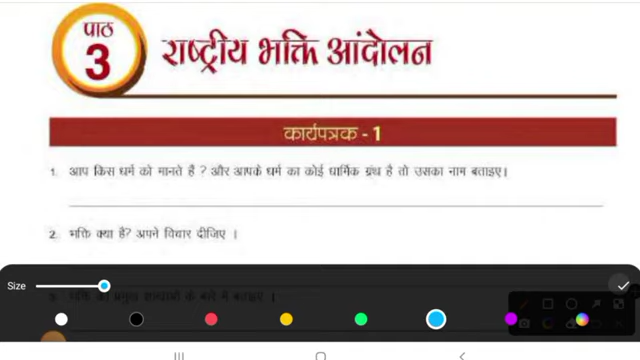 पाठ
3
राष्ट्रीय भक्ति आंदोलन
कार्यपत्रक - 1
1. आप किस धर्म को मानते है ? और आपके धर्म का कोई धार्मिक ग्रंथ है तो उसका नाम बताइए।
2. भक्ति क्या है? अपने विचार दीजिए ।
Size